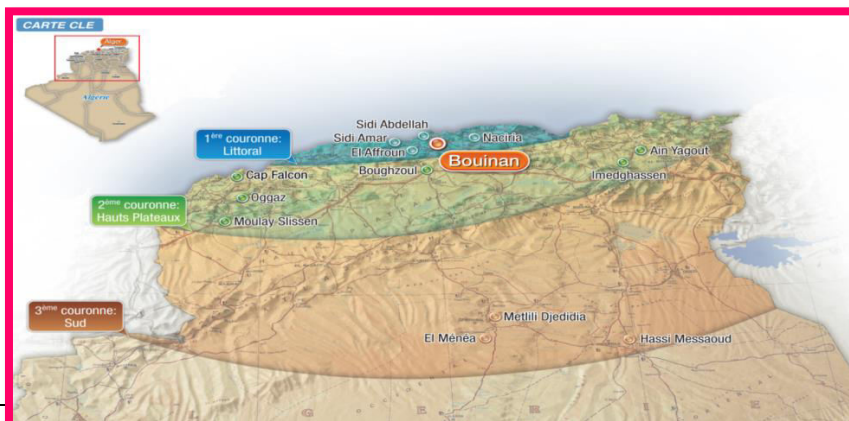 CARTE CLE
Alger
Algérie
1ère couronne:
Littoral
Sidi Abdellah
Sidi Amar
El Affroun
Naciria
Bouinan
Boughzoul
Ain Yagout
Imedghassen
Cap Falcon
Oggaz
Moulay Slissen
2ème couronne:
Hauts Plateaux
3ème couronne:
Sud
Metlili Djedidia
El Ménéa
Hassi Messaoud